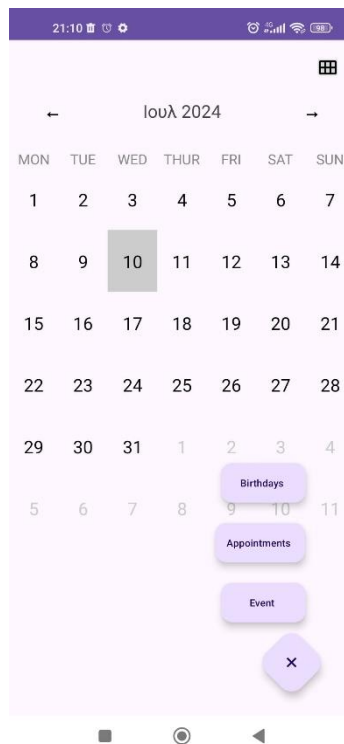 21:10
4G
98
← Ιουλ 2024 →
MON TUE WED THUR FRI SAT SUN
1 2 3 4 5 6 7
8 9 10 11 12 13 14
15 16 17 18 19 20 21
22 23 24 25 26 27 28
29 30 31 1 2 3 4
Birthdays
5 6 7 8 9 10 11
Appointments
Event
×